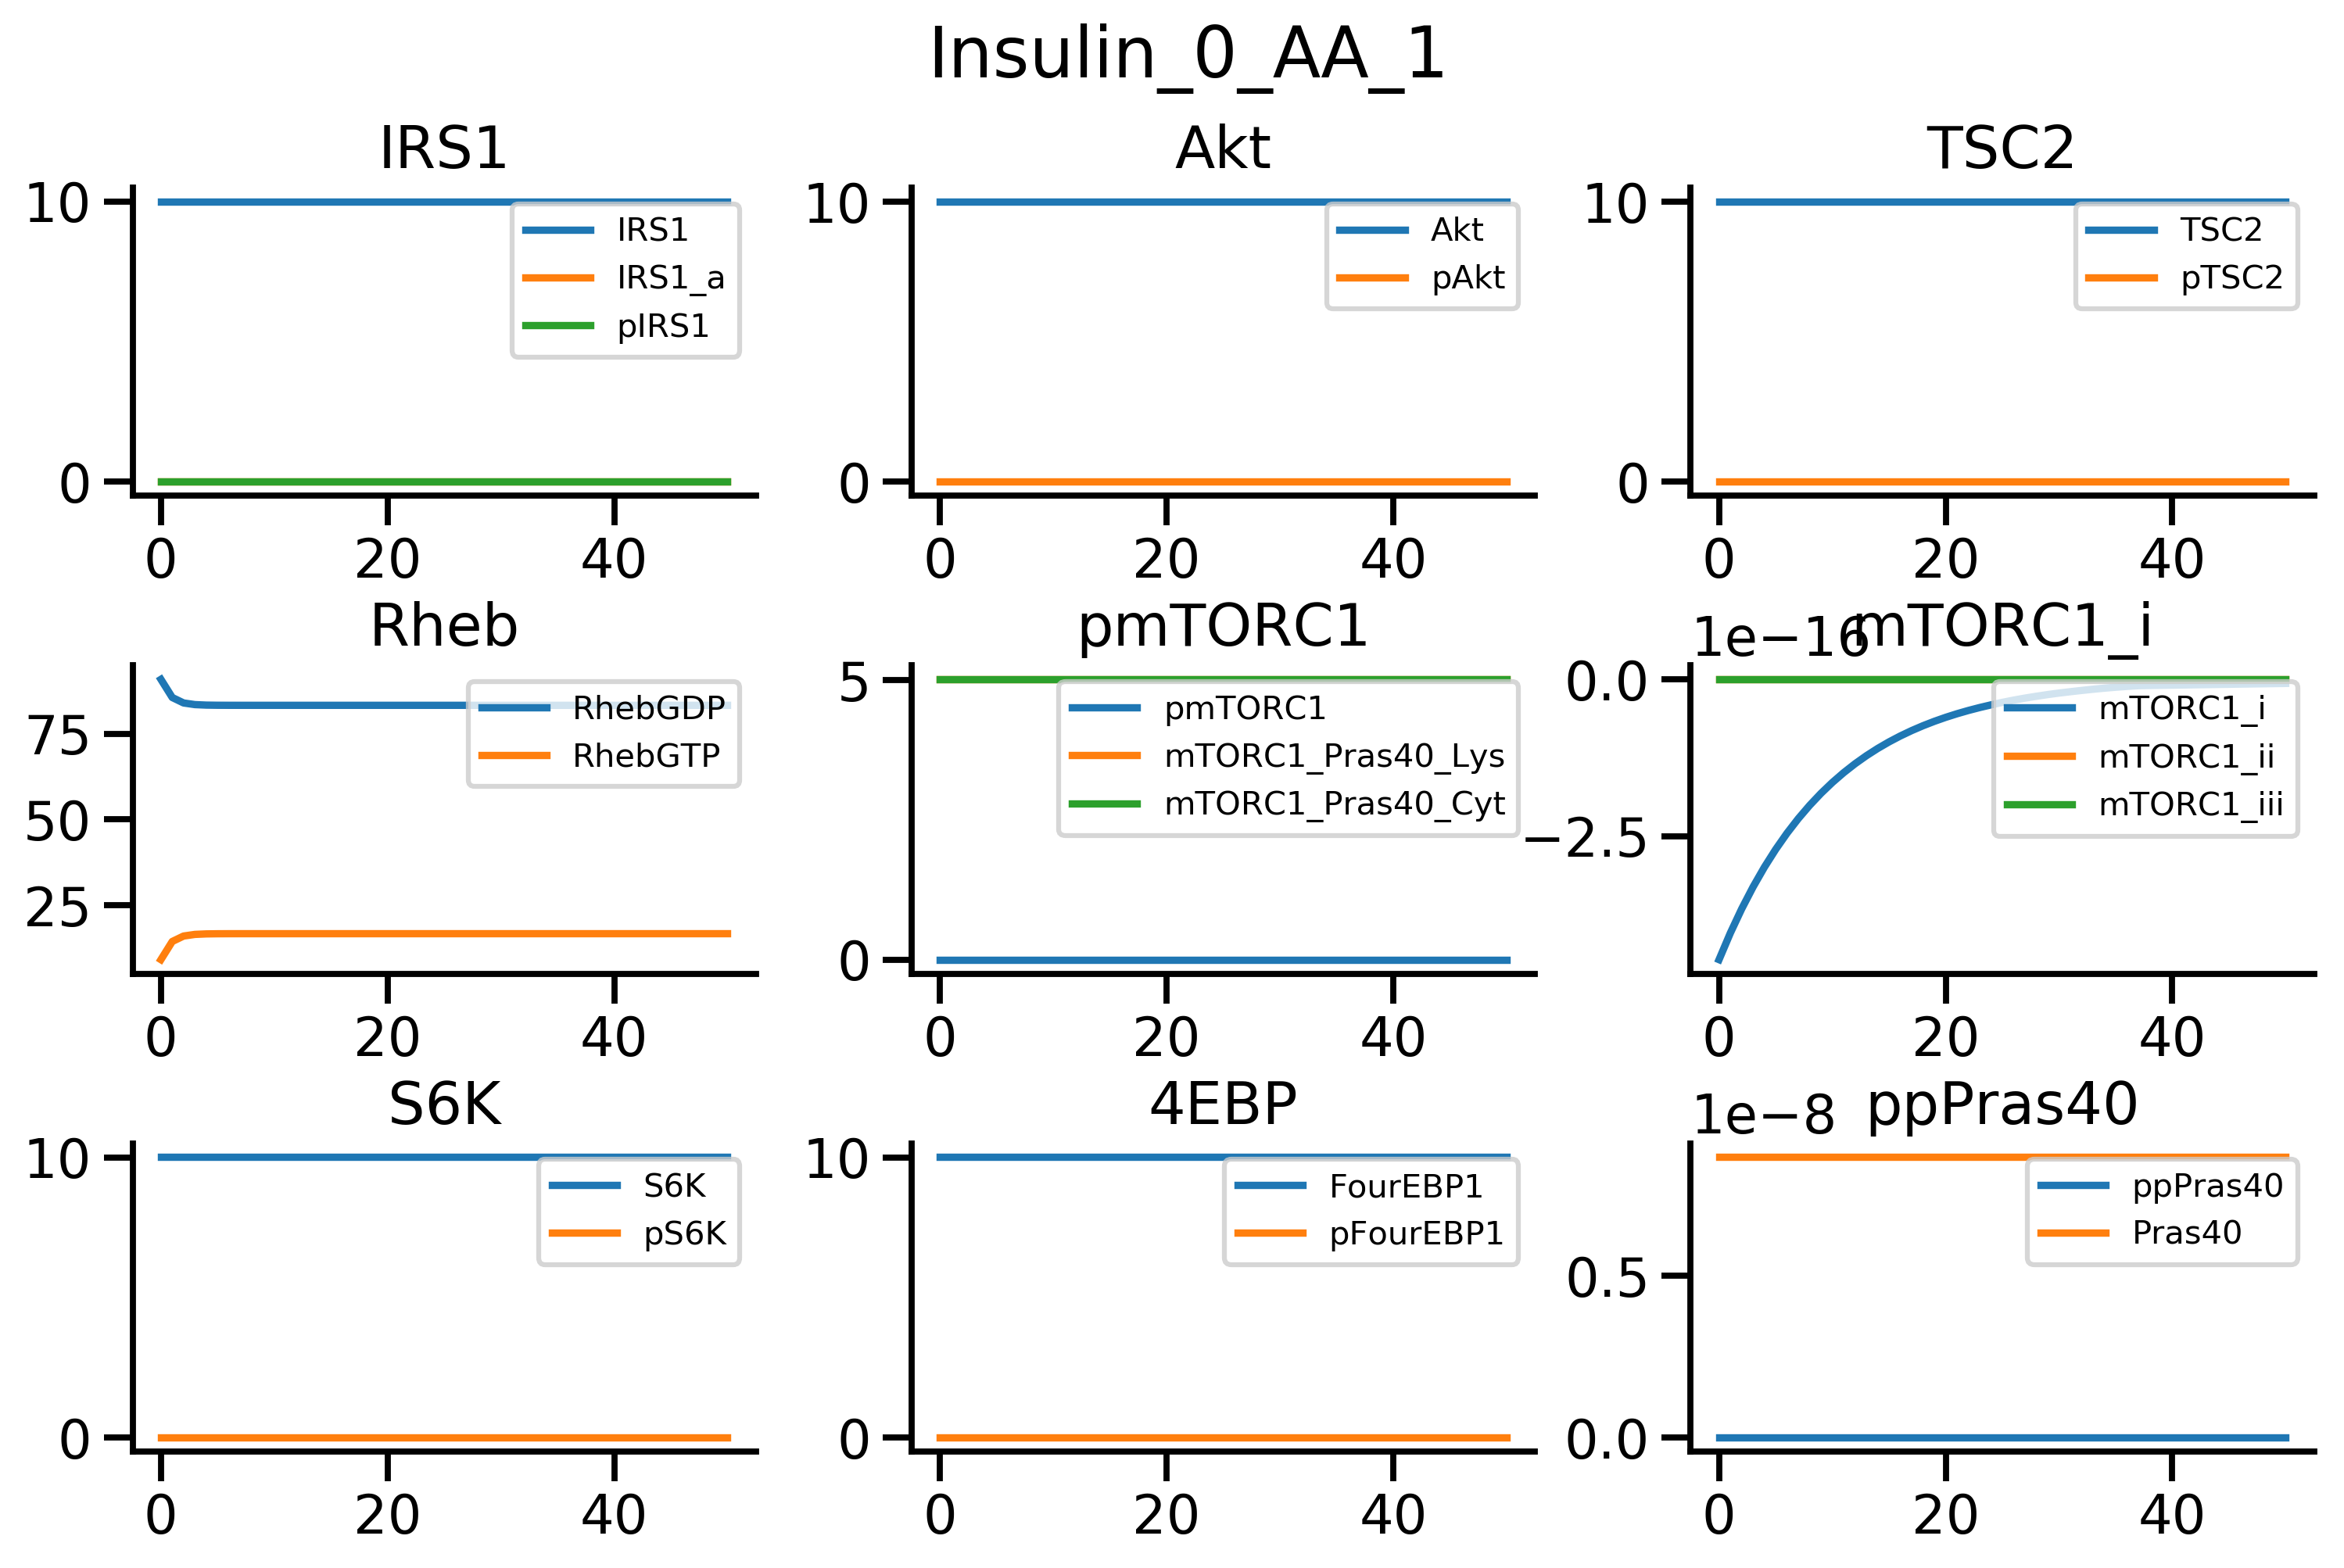 Insulin_0_AA_1
IRS1
10
0
0
20
40
IRS1
IRS1_a
pIRS1
Akt
10
0
0
20
40
Akt
pAkt
TSC2
10
0
0
20
40
TSC2
pTSC2
Rheb
75
50
25
0
20
40
RhebGDP
RhebGTP
pmTORC1
5
0
0
20
40
pmTORC1
mTORC1_Pras40_Lys
mTORC1_Pras40_Cyt
mTORC1_i
1e−16
0.0
−2.5
0
20
40
mTORC1_i
mTORC1_ii
mTORC1_iii
S6K
10
0
0
20
40
S6K
pS6K
4EBP
10
0
0
20
40
FourEBP1
pFourEBP1
ppPras40
1e−8
0.5
0.0
0
20
40
ppPras40
Pras40